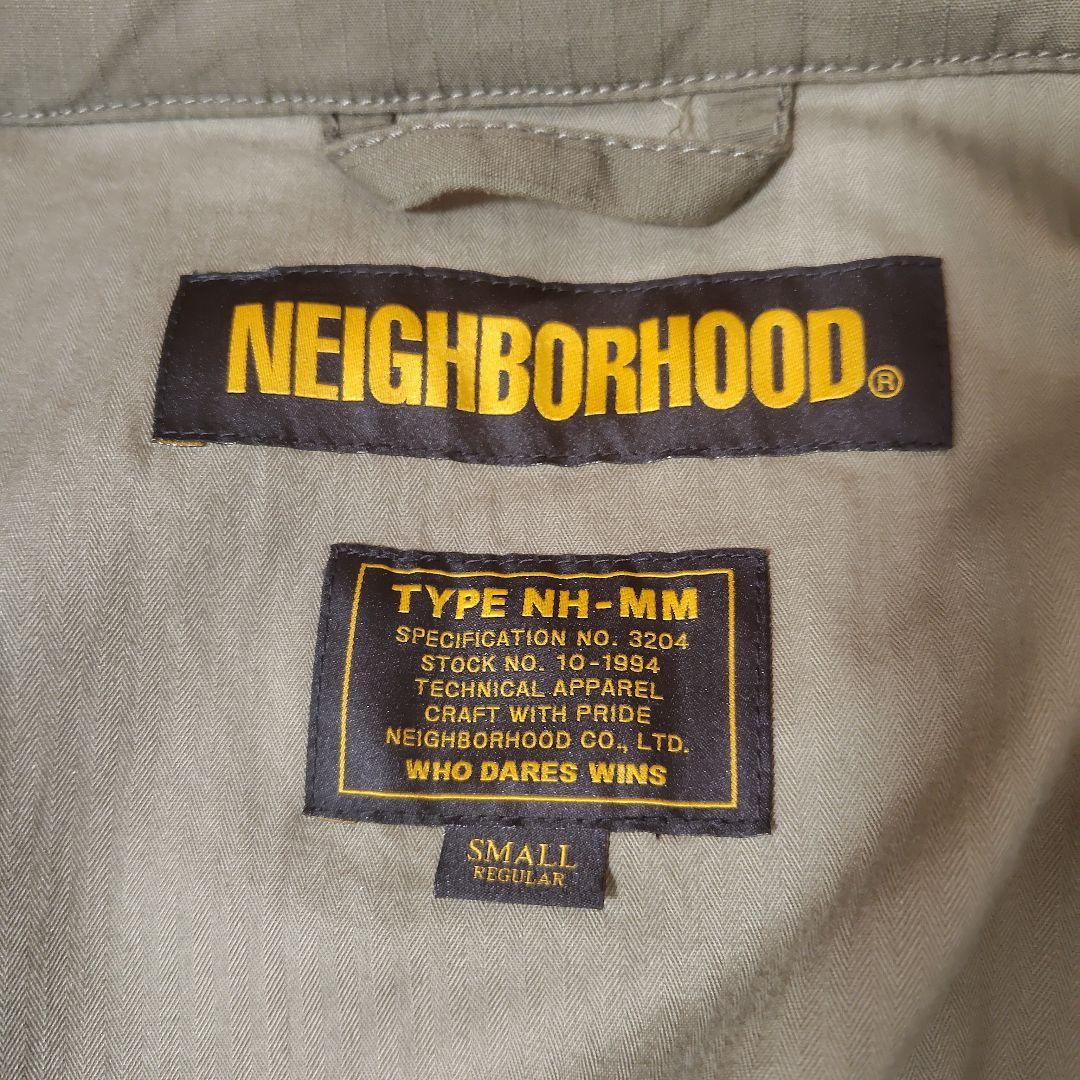 NEIGHBORHOOD®
TYPE NH-MM
SPECIFICATION NO. 3204
STOCK NO. 10-1994
TECHNICAL APPAREL
CRAFT WITH PRIDE
NEIGHBORHOOD CO., LTD.
WHO DARES WINS
SMALL
REGULAR